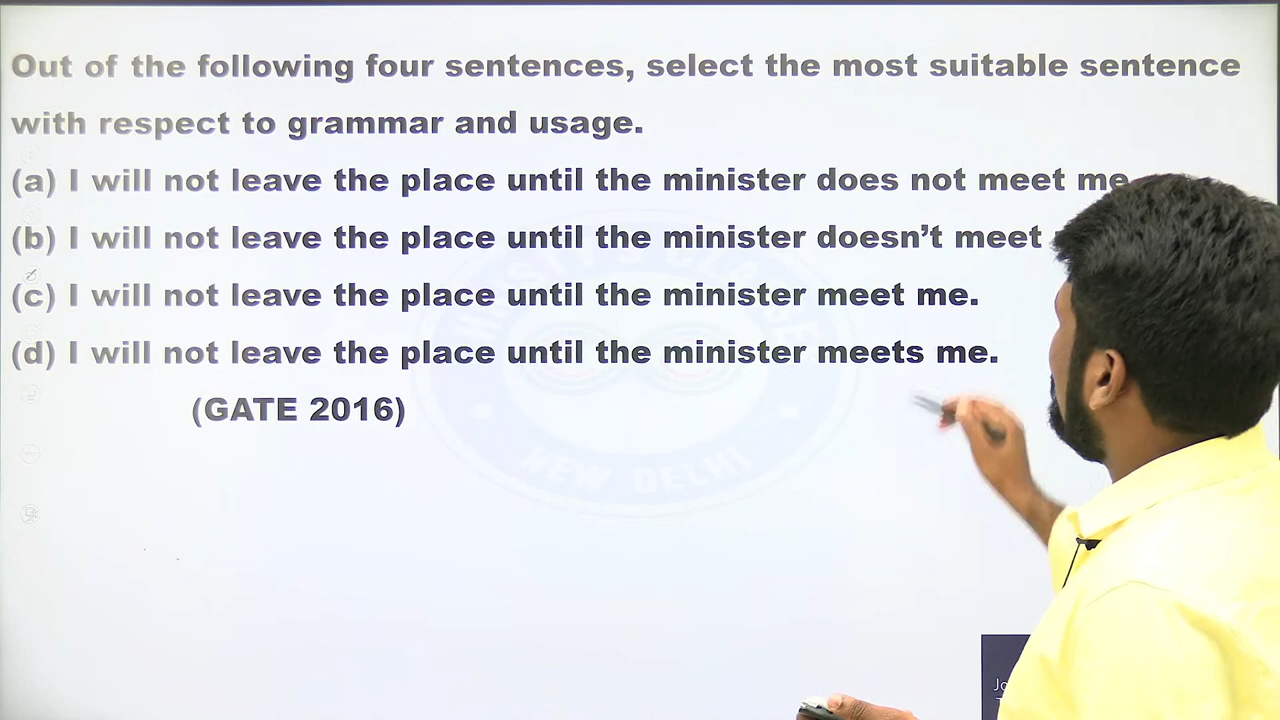 Out of the following four sentences, select the most suitable sentence
with respect to grammar and usage.
(a) I will not leave the place until the minister does not meet me
(b) I will not leave the place until the minister doesn’t meet
(c) I will not leave the place until the minister meet me.
(d) I will not leave the place until the minister meets me.
(GATE 2016)
NEW DELHI